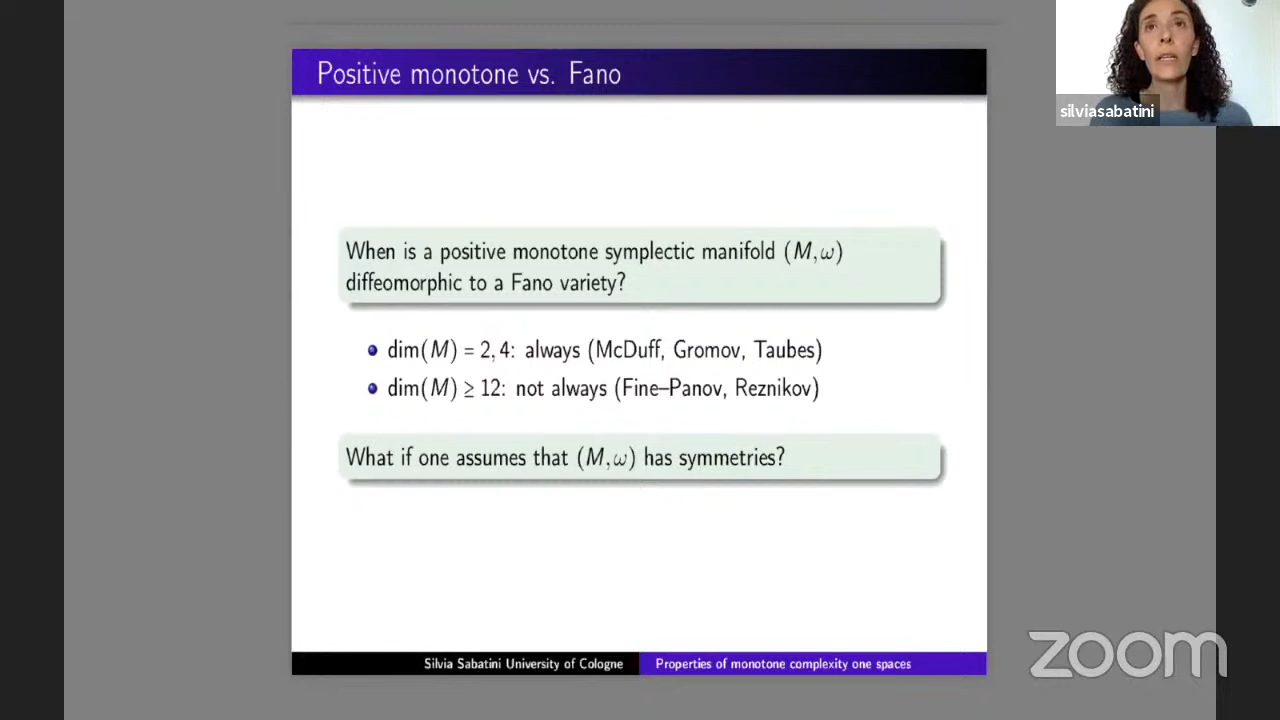 Positive monotone vs. Fano
silviasabatini
When is a positive monotone symplectic manifold (M, ω)
diffeomorphic to a Fano variety?
dim(M) = 2, 4: always (McDuff, Gromov, Taubes)
dim(M) ≥ 12: not always (Fine–Panov, Reznikov)
What if one assumes that (M, ω) has symmetries?
zoom
Silvia Sabatini University of Cologne
Properties of monotone complexity one spaces